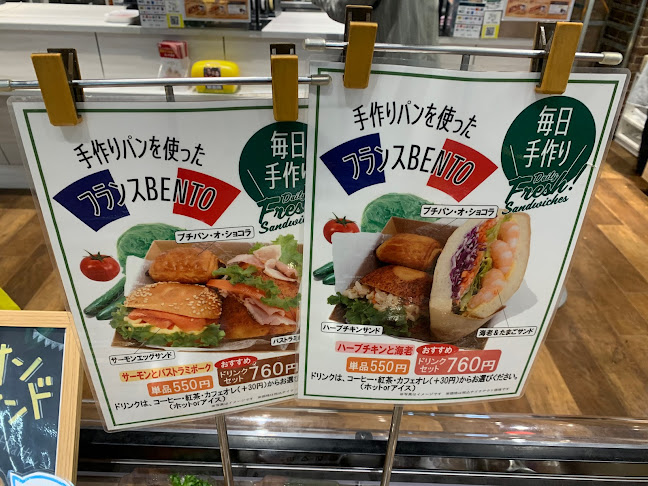 手作りパンを使った
フランスBENTO
毎日
手作り
Daily
Fresh
Sandwiches
プチパン・オ・ショコラ
サーモンエッグサンド
パストラミポ
サーモンとパストラミポーク
単品550円
おすすめ
ドリンク
セット760円
ドリンクは、コーヒー・紅茶・カフェオレ(+30円)からお選び
(ホットorアイス)
手作りパンを使った
フランスBENTO
毎日
手作り
Daily
Fresh!
Sandwiches
プチパン・オ・ショコラ
ハーブチキンサンド
海老&たまごサンド
ハーブチキンと海老
単品550円
おすすめ
ドリンク
セット760円
ドリンクは、コーヒー・紅茶・カフェオレ(+30円)からお選びください。
(ホットorアイス)
オン
ンド